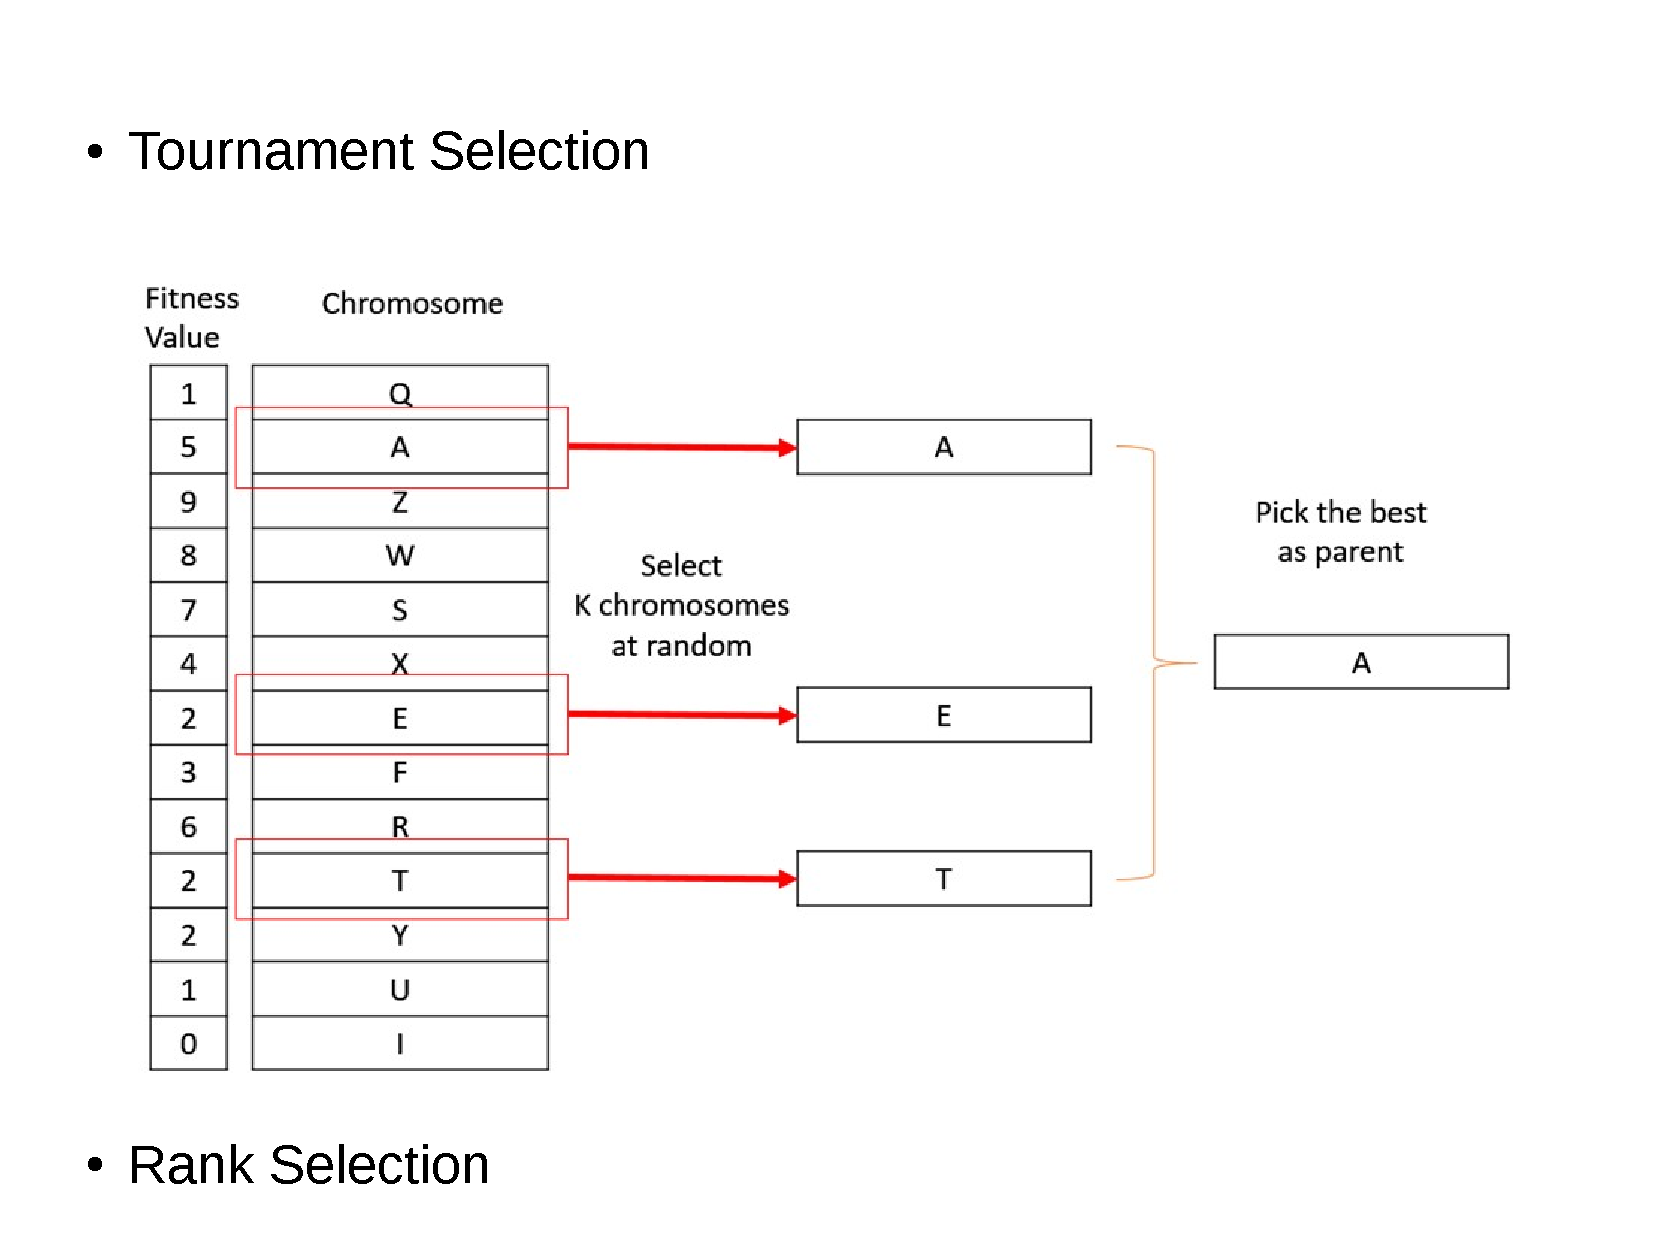 • Tournament Selection
Fitness
Value
Chromosome
1 Q
5 A
9 Z
8 W
7 S
4 X
2 E
3 F
6 R
2 T
2 Y
1 U
0 I
Select
K chromosomes
at random
A
E
T
Pick the best
as parent
A
• Rank Selection